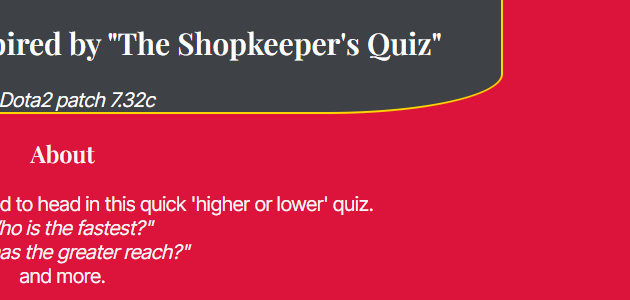 pired by "The Shopkeeper's Quiz"
Dota2 patch 7.32c
About
d to head in this quick 'higher or lower' quiz.
ho is the fastest?"
as the greater reach?"
and more.